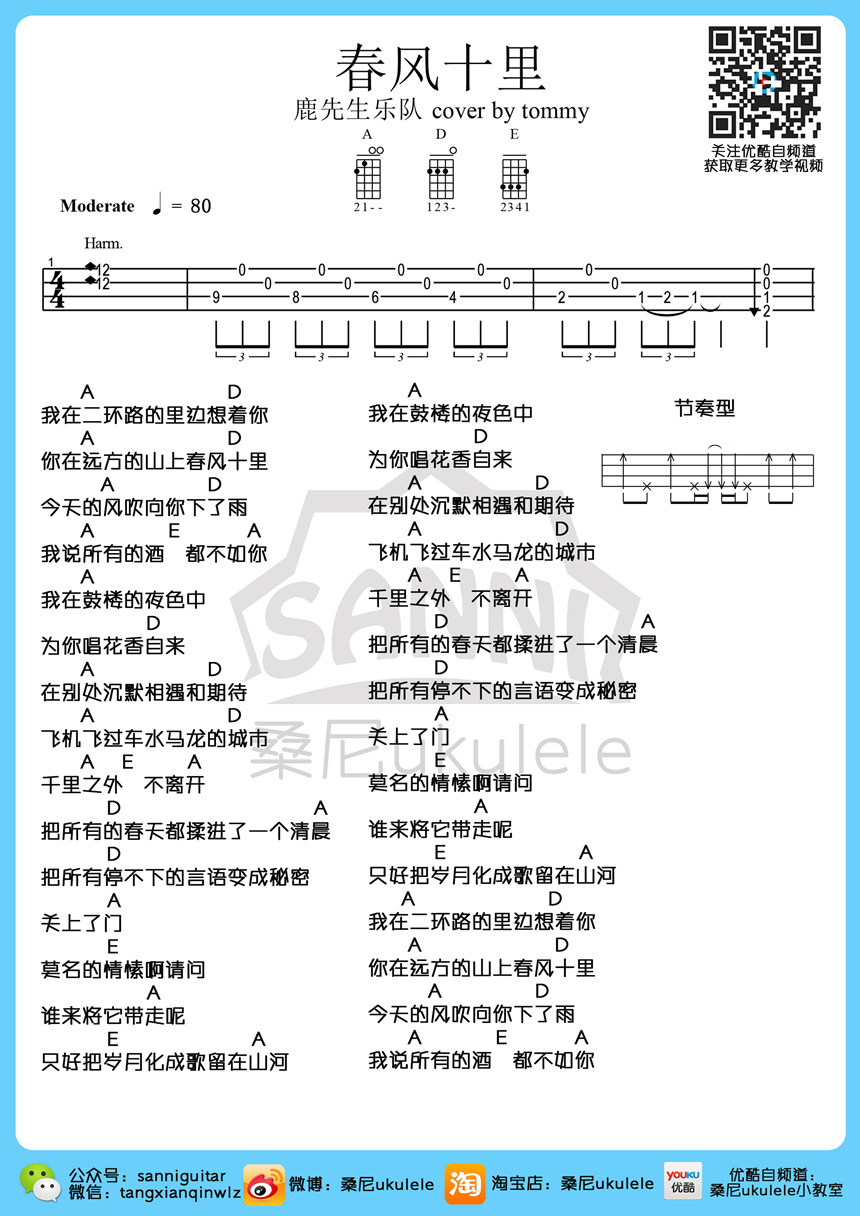 春风十里
鹿先生乐队 cover by tommy
关注优酷自频道
获取更多教学视频
A D E
21-- 123- 2341
Moderate ♩ = 80
Harm.
1
12 0 0 0 0 0 0
12 0 0 0 0 0 0
4/4 9 8 6 4 2 1 2 1 1
2
3 3 3 3 3 3
节奏型
A D
我在二环路的里边想着你
A D
你在远方的山上春风十里
A D
今天的风吹向你下了雨
A E A
我说所有的酒 都不如你
A
我在鼓楼的夜色中
D
为你唱花香自来
A D
在别处沉默相遇和期待
A D
飞机飞过车水马龙的城市
A E A
千里之外 不离开
D A
把所有的春天都揉进了一个清晨
D
把所有停不下的言语变成秘密
A
关上了门
E
莫名的情愫啊请问
A
谁来将它带走呢
E A
只好把岁月化成歌留在山河
A
我在鼓楼的夜色中
D
为你唱花香自来
A D
在别处沉默相遇和期待
A D
飞机飞过车水马龙的城市
A E A
千里之外 不离开
D A
把所有的春天都揉进了一个清晨
D
把所有停不下的言语变成秘密
A
关上了门
E
莫名的情愫啊请问
A
谁来将它带走呢
E A
只好把岁月化成歌留在山河
A D
我在二环路的里边想着你
A D
你在远方的山上春风十里
A D
今天的风吹向你下了雨
A E A
我说所有的酒 都不如你
SANNI
桑尼ukulele
公众号：sanniguitar
微信：tangxianqinwlz
微博：桑尼ukulele
淘
淘宝店：桑尼ukulele
YOUKU
优酷
优酷自频道：
桑尼ukulele小教室